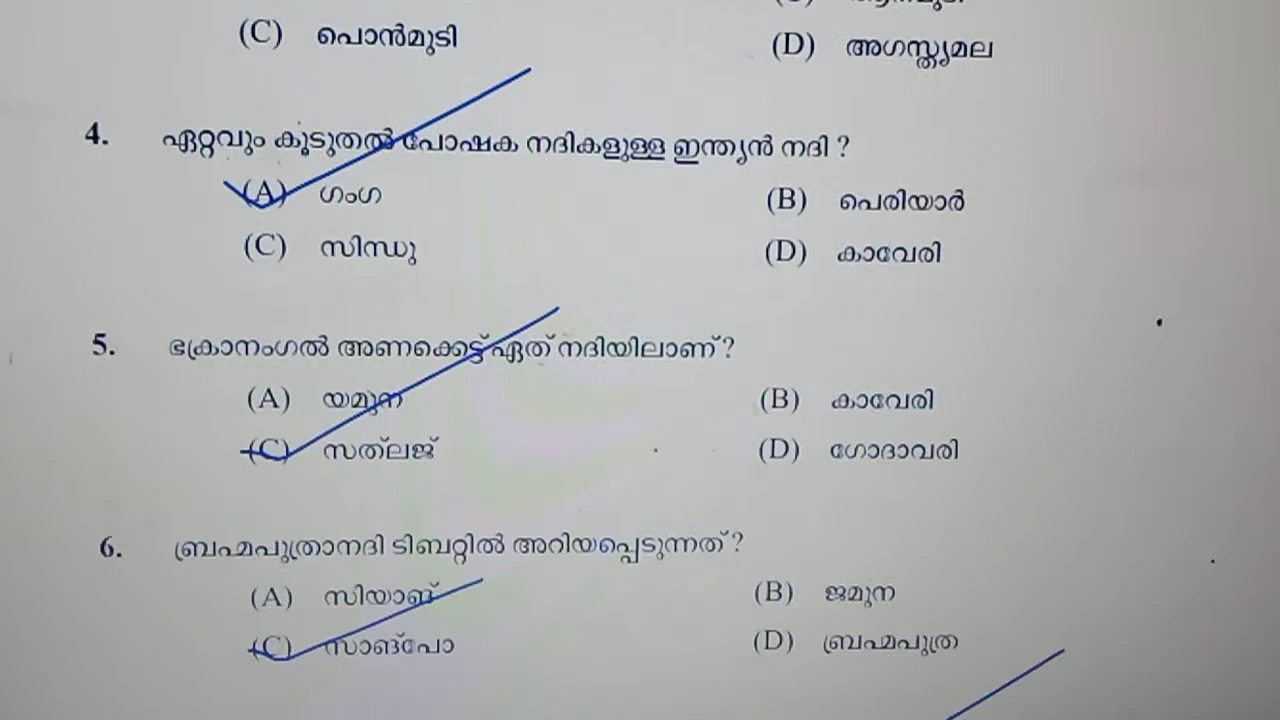 (C) പൊൻമുടി
(D) അഗസ്ത്യമല
4. ഏറ്റവും കൂടുതൽ പോഷക നദികളുള്ള ഇന്ത്യൻ നദി ?
(A) ഗംഗ (B) പെരിയാർ
(C) സിന്ധു (D) കാവേരി
5. ഭക്രാനംഗൽ അണക്കെട്ട് ഏത് നദിയിലാണ് ?
(A) യമുന (B) കാവേരി
(C) സത്‌ലജ് (D) ഗോദാവരി
6. ബ്രഹ്മപുത്രാനദി ടിബറ്റിൽ അറിയപ്പെടുന്നത് ?
(A) സിയാങ് (B) ജമുന
(C) സാങ്പോ (D) ബ്രഹ്മപുത്ര